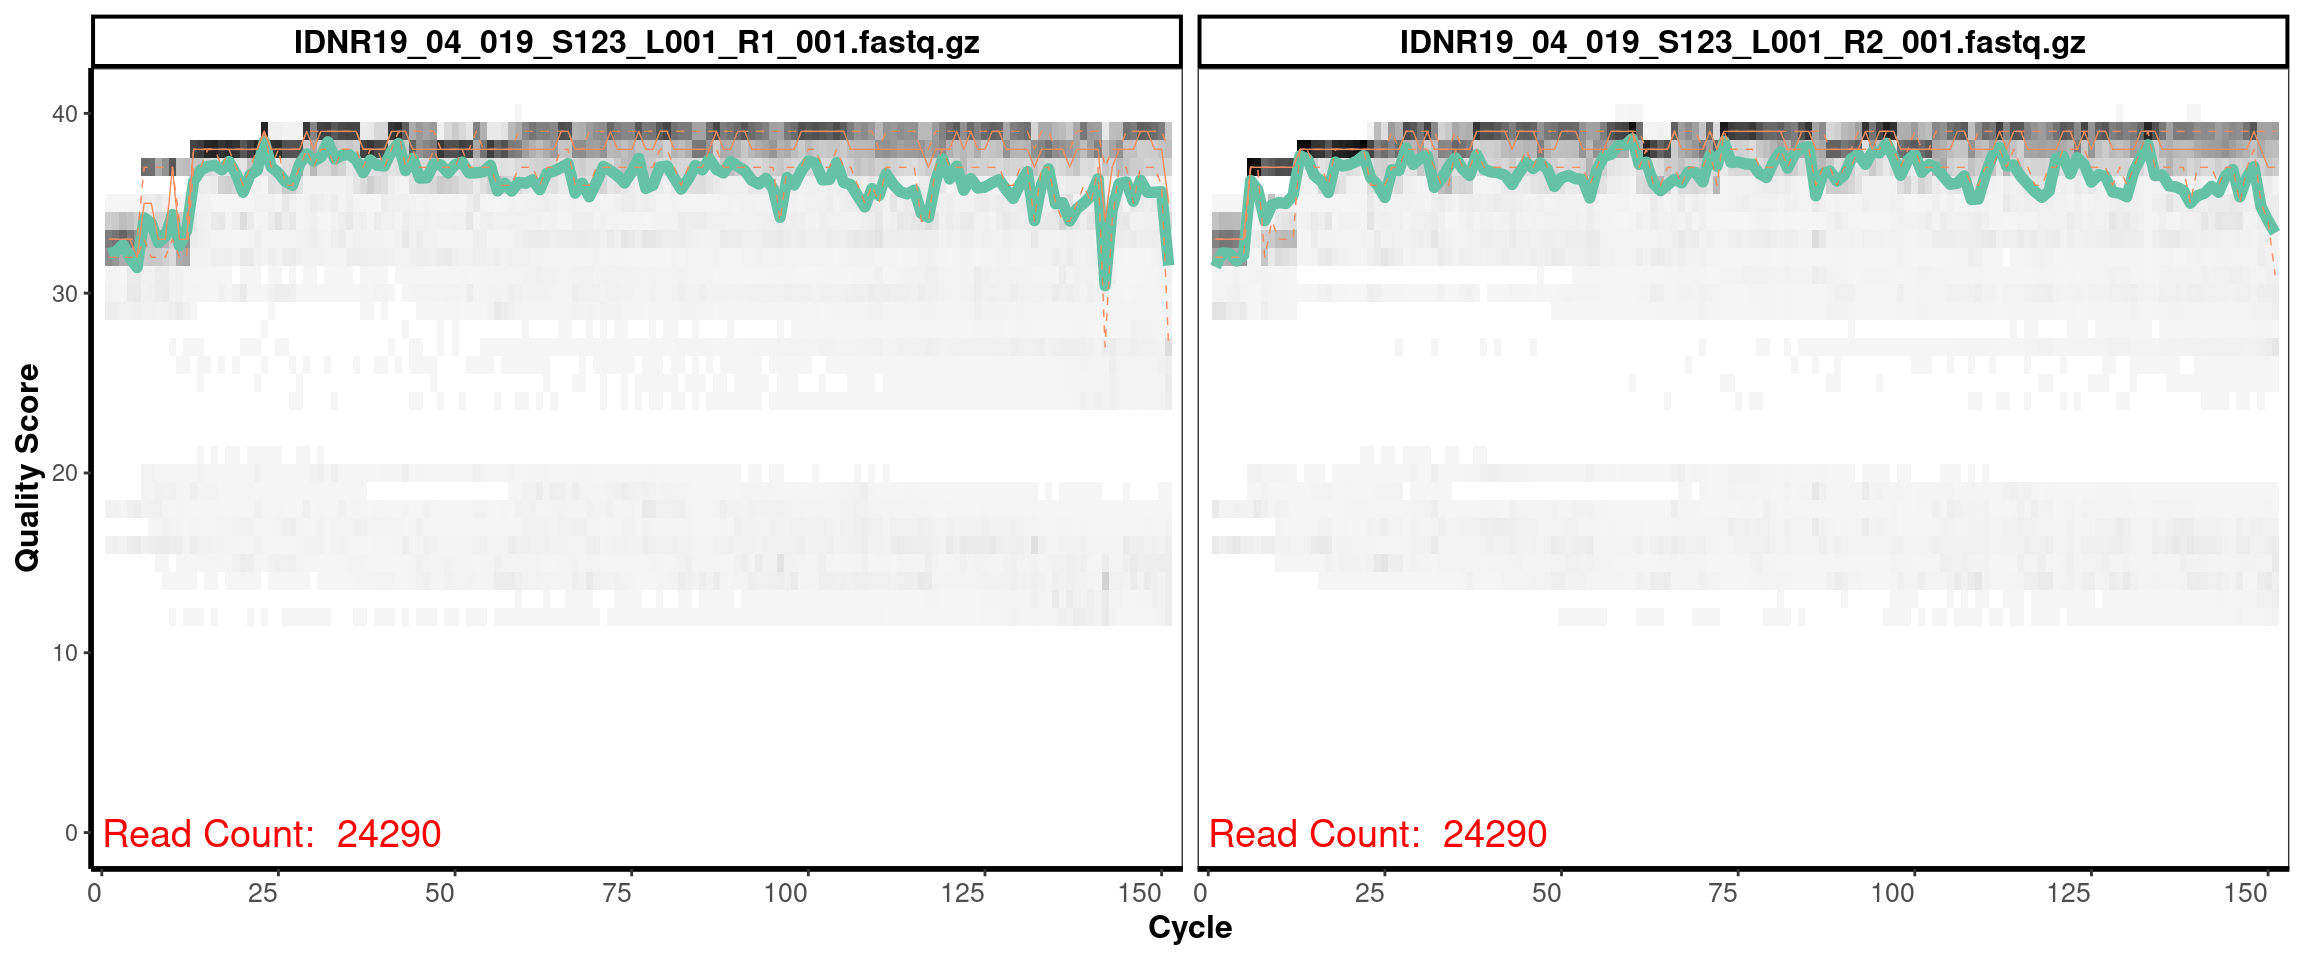 IDNR19_04_019_S123_L001_R1_001.fastq.gz
IDNR19_04_019_S123_L001_R2_001.fastq.gz
Quality Score
40
30
20
10
0
Read Count: 24290
Read Count: 24290
0 25 50 75 100 125 150
0 25 50 75 100 125 150
Cycle